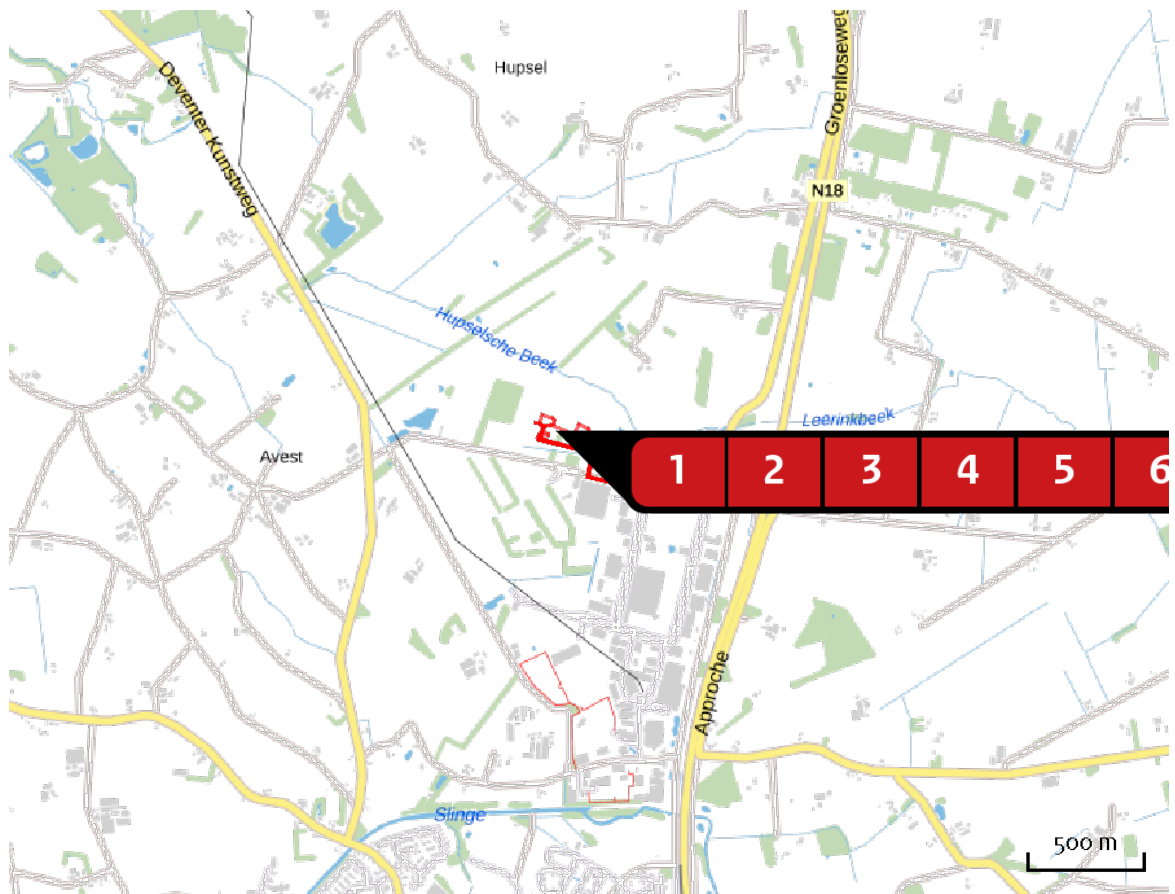 Hupsel
Deventer Kunstweg
Groenloseweg
N18
Hupselsche Beek
Leerinkbeek
Avest
1 2 3 4 5 6
Approche
Slinge
500 m